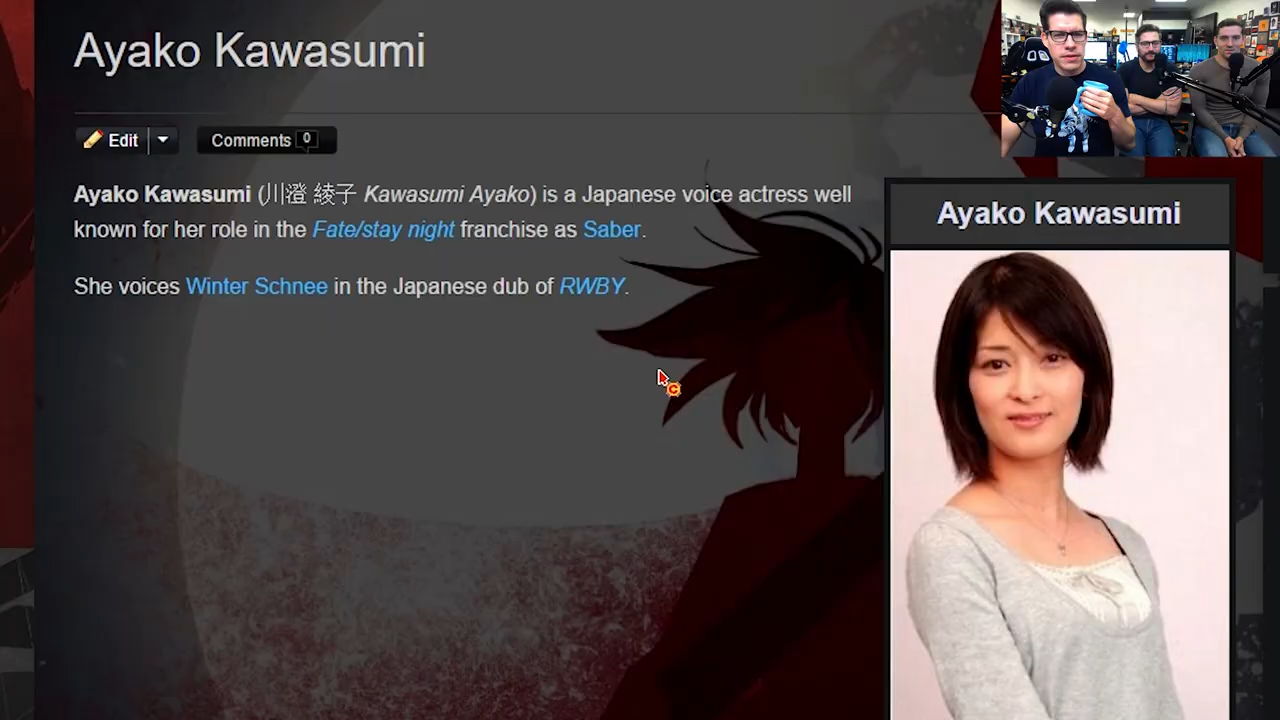 Ayako Kawasumi
Edit
Comments 0
Ayako Kawasumi (川澄 綾子 Kawasumi Ayako) is a Japanese voice actress well
known for her role in the Fate/stay night franchise as Saber.
She voices Winter Schnee in the Japanese dub of RWBY.
Ayako Kawasumi